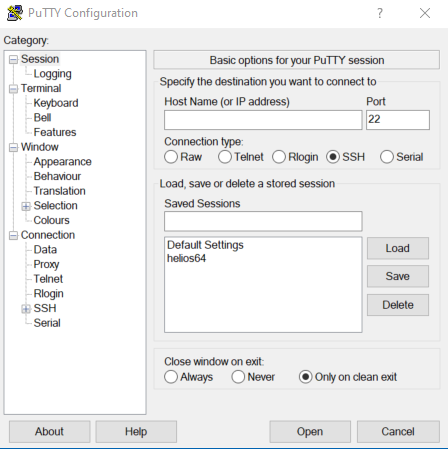 PuTTY Configuration
Category:
Session
Logging
Terminal
Keyboard
Bell
Features
Window
Appearance
Behaviour
Translation
Selection
Colours
Connection
Data
Proxy
Telnet
Rlogin
SSH
Serial
Basic options for your PuTTY session
Specify the destination you want to connect to
Host Name (or IP address) Port
22
Connection type:
Raw Telnet Rlogin SSH Serial
Load, save or delete a stored session
Saved Sessions
Default Settings
helios64
Load
Save
Delete
Close window on exit:
Always Never Only on clean exit
About Help Open Cancel